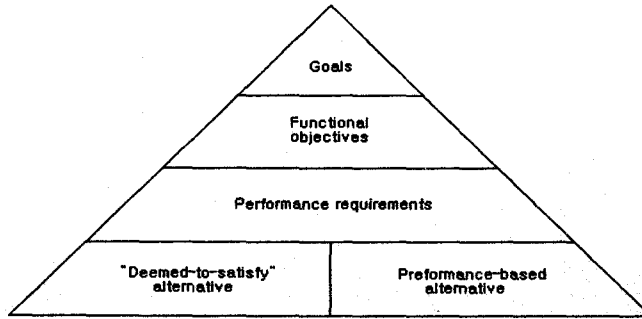 Goals
Functional
objectives
Performance requirements
"Deemed-to-satisfy"
alternative
Preformance-based
alternative